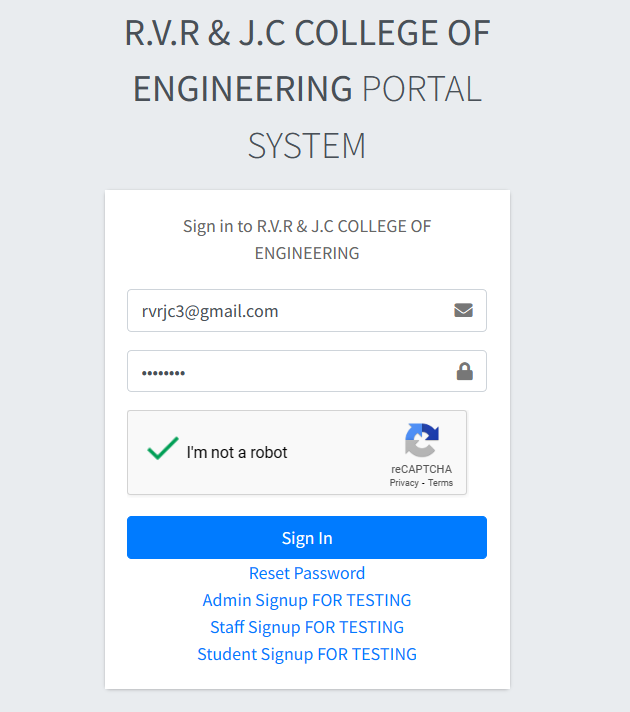 R.V.R & J.C COLLEGE OF
ENGINEERING PORTAL
SYSTEM
Sign in to R.V.R & J.C COLLEGE OF
ENGINEERING
rvrjc3@gmail.com
••••••••
I'm not a robot
reCAPTCHA
Privacy - Terms
Sign In
Reset Password
Admin Signup FOR TESTING
Staff Signup FOR TESTING
Student Signup FOR TESTING